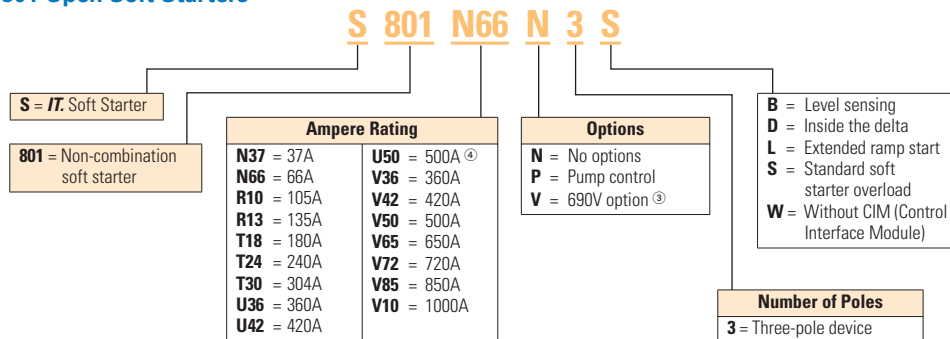 801 Open Soft Starters
S 801 N66 N 3 S
S = IT. Soft Starter
801 = Non-combination
soft starter
Ampere Rating
N37 = 37A
N66 = 66A
R10 = 105A
R13 = 135A
T18 = 180A
T24 = 240A
T30 = 304A
U36 = 360A
U42 = 420A
U50 = 500A ④
V36 = 360A
V42 = 420A
V50 = 500A
V65 = 650A
V72 = 720A
V85 = 850A
V10 = 1000A
Options
N = No options
P = Pump control
V = 690V option ③
B = Level sensing
D = Inside the delta
L = Extended ramp start
S = Standard soft
starter overload
W = Without CIM (Control
Interface Module)
Number of Poles
3 = Three-pole device